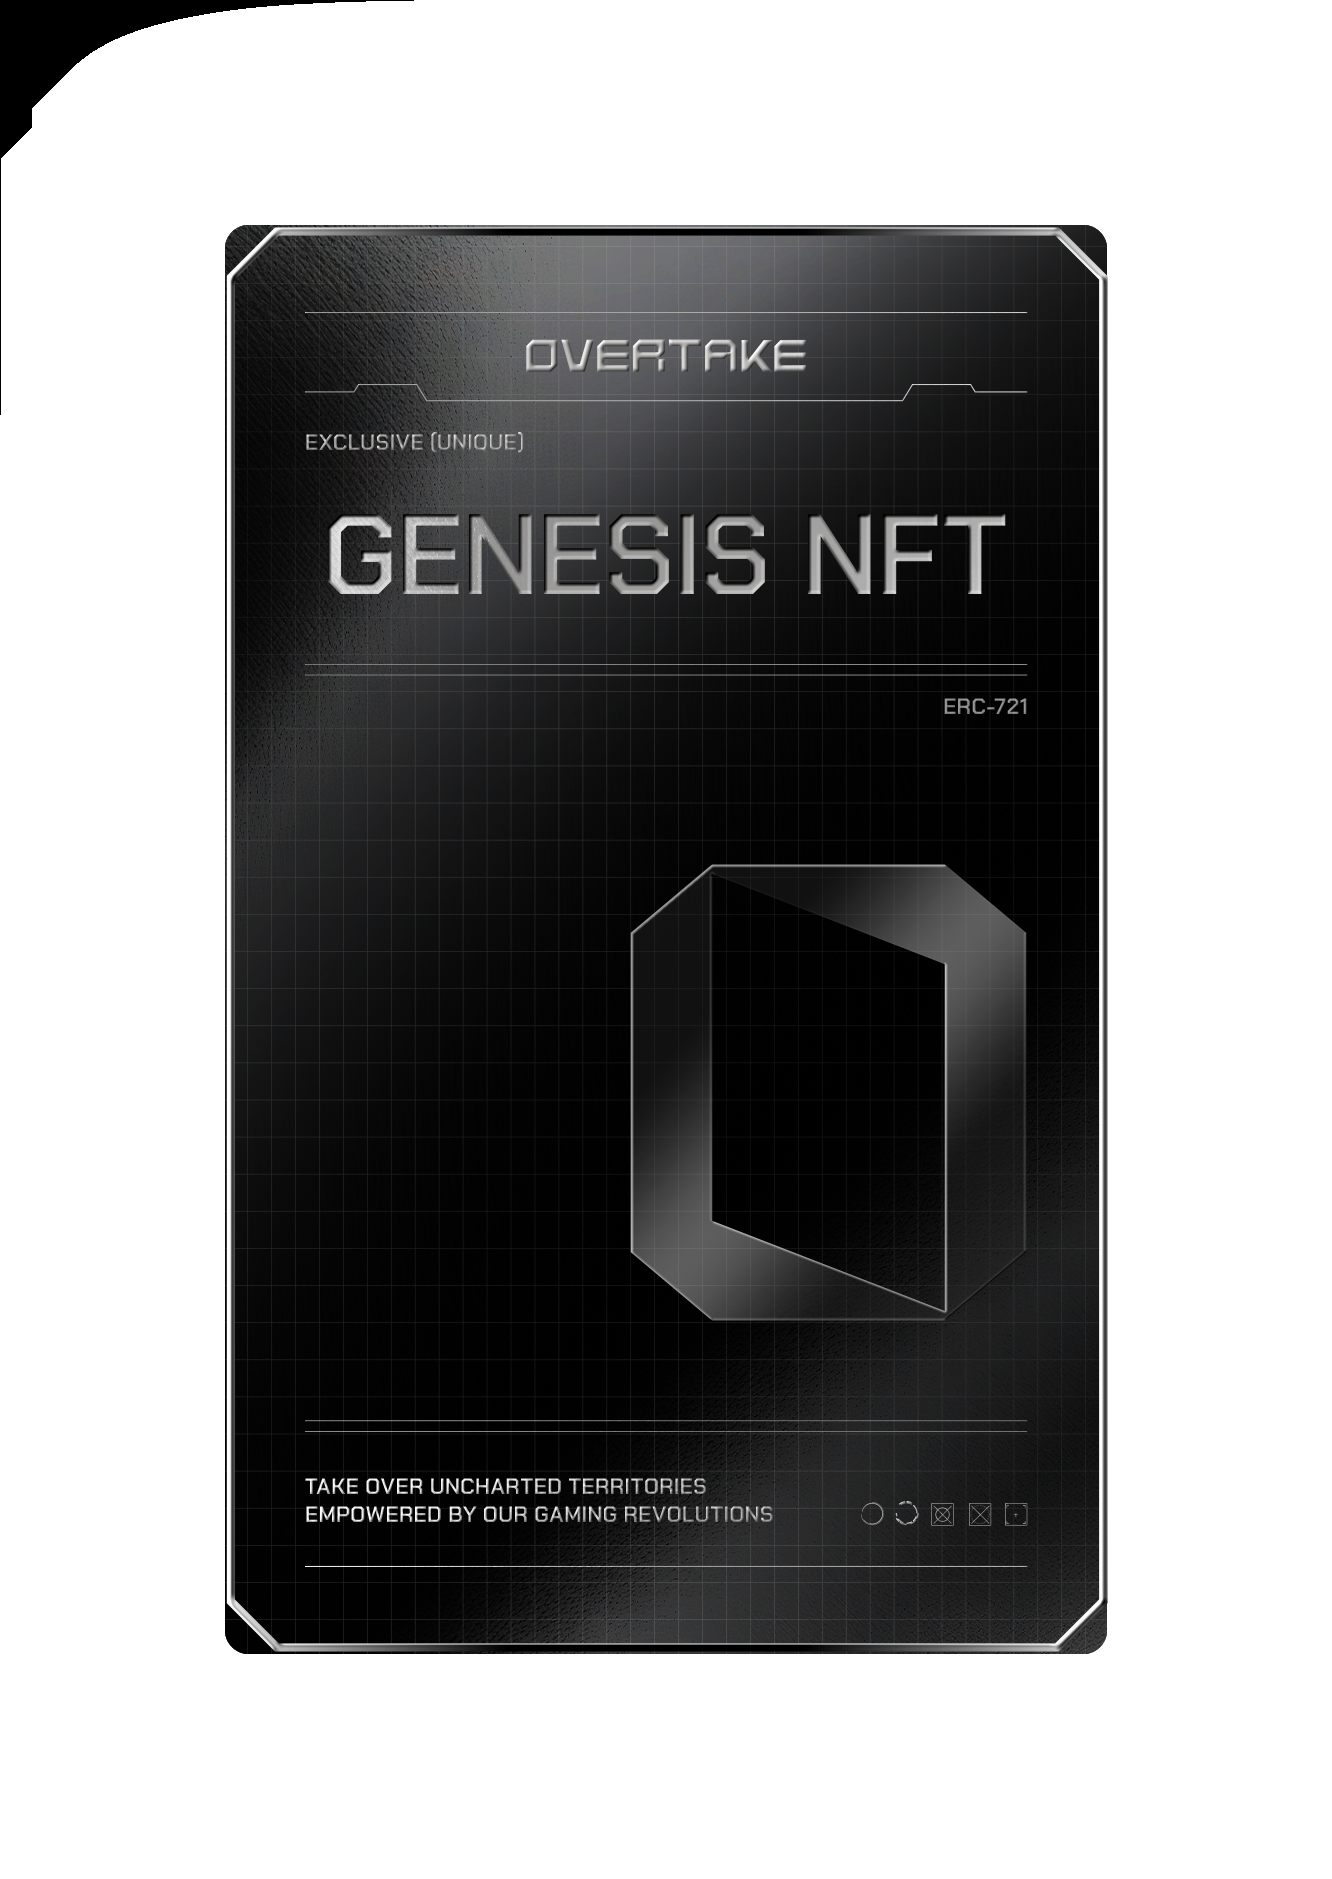 OVERTAKE
EXCLUSIVE (UNIQUE)
GENESIS NFT
ERC-721
TAKE OVER UNCHARTED TERRITORIES
EMPOWERED BY OUR GAMING REVOLUTIONS